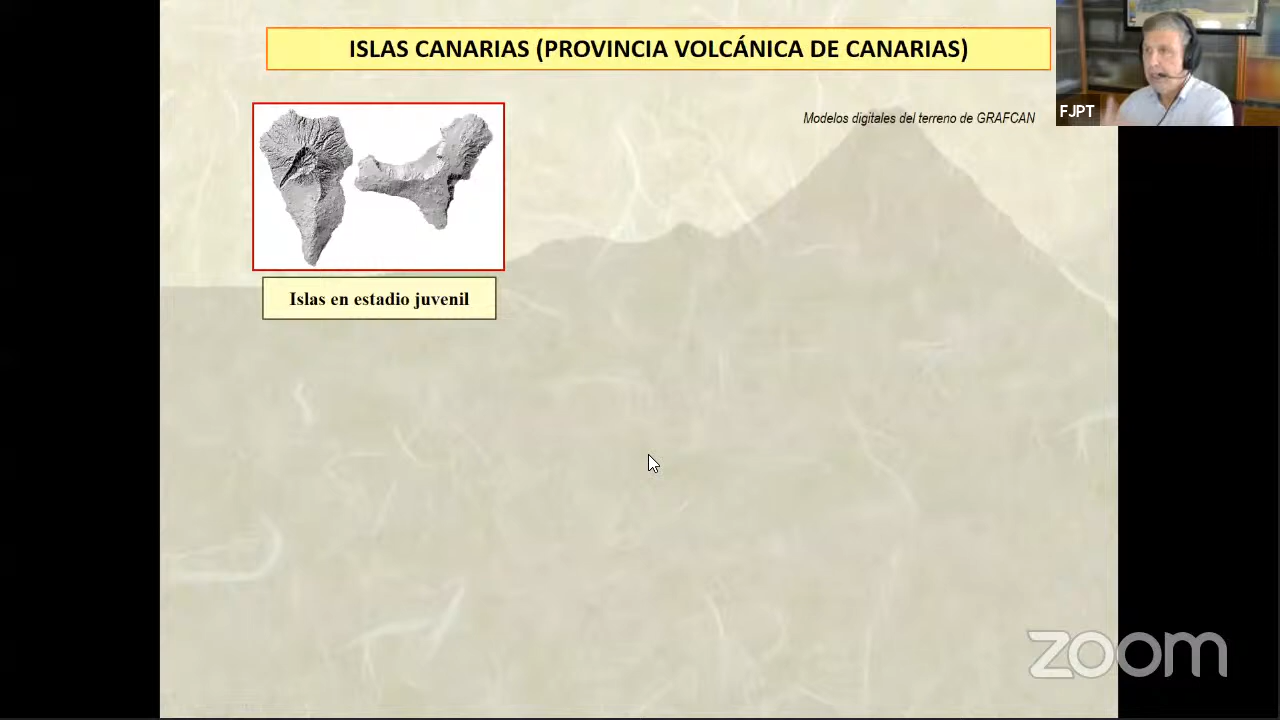 ISLAS CANARIAS (PROVINCIA VOLCÁNICA DE CANARIAS)
FJPT
Modelos digitales del terreno de GRAFCAN
Islas en estadio juvenil
zoom